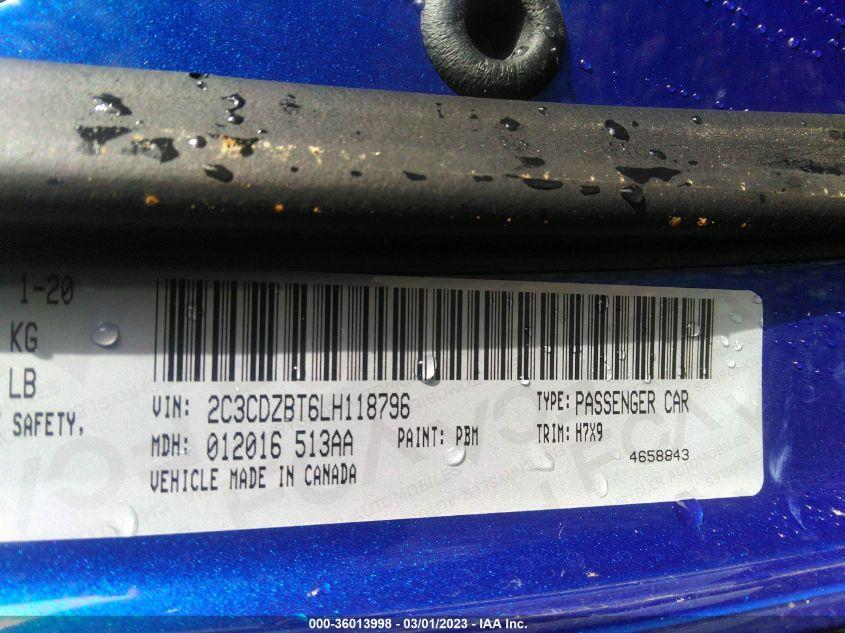 1-20
KG
LB
SAFETY,
VIN: 2C3CDZBT6LH118796 TYPE: PASSENGER CAR
MDH: 012016 513AA PAINT: PBM TRIM: H7X9
4658843
VEHICLE MADE IN CANADA
000-36013998 - 03/01/2023 - IAA Inc.